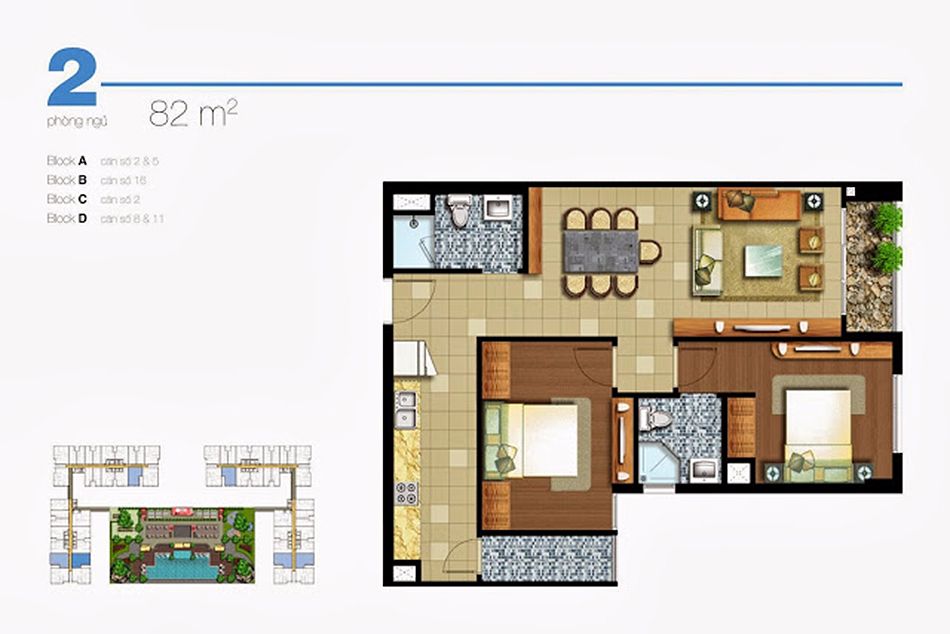 2
phòng ngủ
82 m²
Block A căn số 2 & 5
Block B căn số 16
Block C căn số 2
Block D căn số 8 & 11